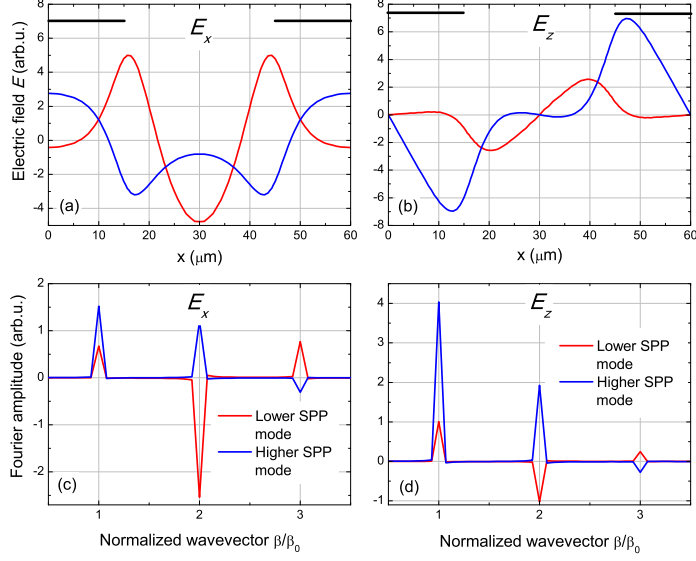 8
6
4
2
0
-2
-4
Electric field E (arb.u.)
E_x
(a)
0 10 20 30 40 50 60
x (μm)
8
6
4
2
0
-2
-4
-6
-8
E_z
(b)
0 10 20 30 40 50 60
x (μm)
2
1
0
-1
-2
Fourier amplitude (arb.u.)
E_x
Lower SPP
mode
Higher SPP
mode
(c)
1 2 3
Normalized wavevector β/β₀
4
3
2
1
0
-1
E_z
Lower SPP
mode
Higher SPP
mode
(d)
1 2 3
Normalized wavevector β/β₀